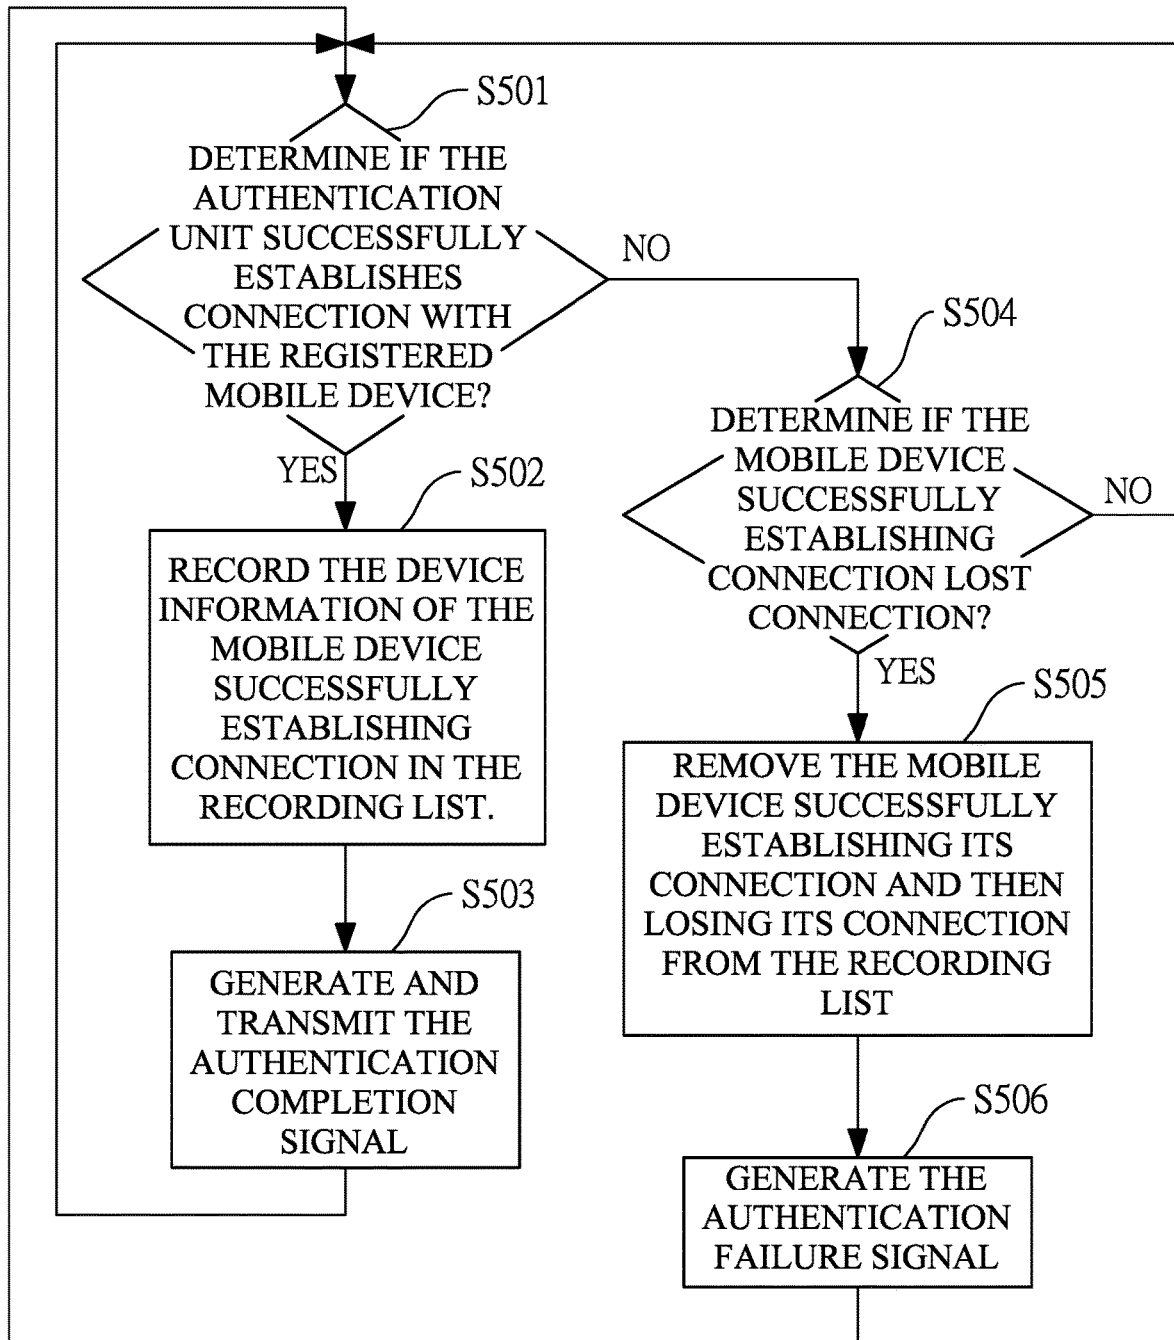 S501
DETERMINE IF THE
AUTHENTICATION
UNIT SUCCESSFULLY
ESTABLISHES
CONNECTION WITH
THE REGISTERED
MOBILE DEVICE?
NO
YES
S502
RECORD THE DEVICE
INFORMATION OF THE
MOBILE DEVICE
SUCCESSFULLY
ESTABLISHING
CONNECTION IN THE
RECORDING LIST.
S503
GENERATE AND
TRANSMIT THE
AUTHENTICATION
COMPLETION
SIGNAL
S504
DETERMINE IF THE
MOBILE DEVICE
SUCCESSFULLY
ESTABLISHING
CONNECTION LOST
CONNECTION?
NO
YES
S505
REMOVE THE MOBILE
DEVICE SUCCESSFULLY
ESTABLISHING ITS
CONNECTION AND THEN
LOSING ITS CONNECTION
FROM THE RECORDING
LIST
S506
GENERATE THE
AUTHENTICATION
FAILURE SIGNAL